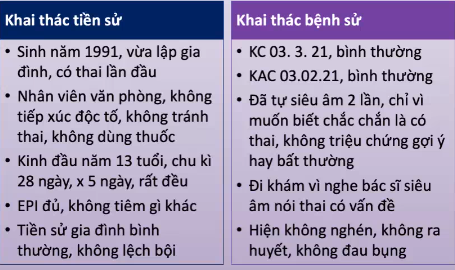 Khai thác tiền sử
• Sinh năm 1991, vừa lập gia
đình, có thai lần đầu
• Nhân viên văn phòng, không
tiếp xúc độc tố, không tránh
thai, không dùng thuốc
• Kinh đầu năm 13 tuổi, chu kì
28 ngày, x 5 ngày, rất đều
• EPI đủ, không tiêm gì khác
• Tiền sử gia đình bình
thường, không lệch bội
Khai thác bệnh sử
• KC 03. 3. 21, bình thường
• KAC 03.02.21, bình thường
• Đã tự siêu âm 2 lần, chỉ vì
muốn biết chắc chắn là có
thai, không triệu chứng gợi ý
hay bất thường
• Đi khám vì nghe bác sĩ siêu
âm nói thai có vấn đề
• Hiện không nghén, không ra
huyết, không đau bụng